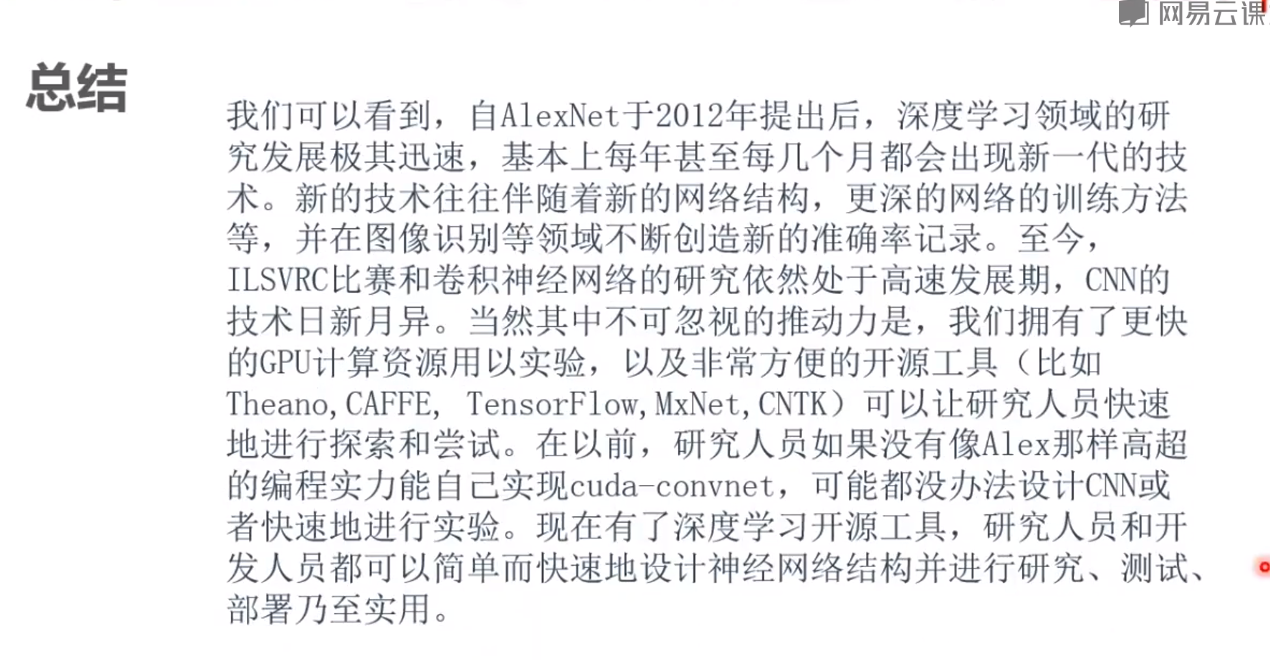 网易云课
总结
我们可以看到，自AlexNet于2012年提出后，深度学习领域的研
究发展极其迅速，基本上每年甚至每几个月都会出现新一代的技
术。新的技术往往伴随着新的网络结构，更深的网络的训练方法
等，并在图像识别等领域不断创造新的准确率记录。至今，
ILSVRC比赛和卷积神经网络的研究依然处于高速发展期，CNN的
技术日新月异。当然其中不可忽视的推动力是，我们拥有了更快
的GPU计算资源用以实验，以及非常方便的开源工具（比如
Theano,CAFFE, TensorFlow,MxNet,CNTK）可以让研究人员快速
地进行探索和尝试。在以前，研究人员如果没有像Alex那样高超
的编程实力能自己实现cuda-convnet，可能都没办法设计CNN或
者快速地进行实验。现在有了深度学习开源工具，研究人员和开
发人员都可以简单而快速地设计神经网络结构并进行研究、测试、
部署乃至实用。